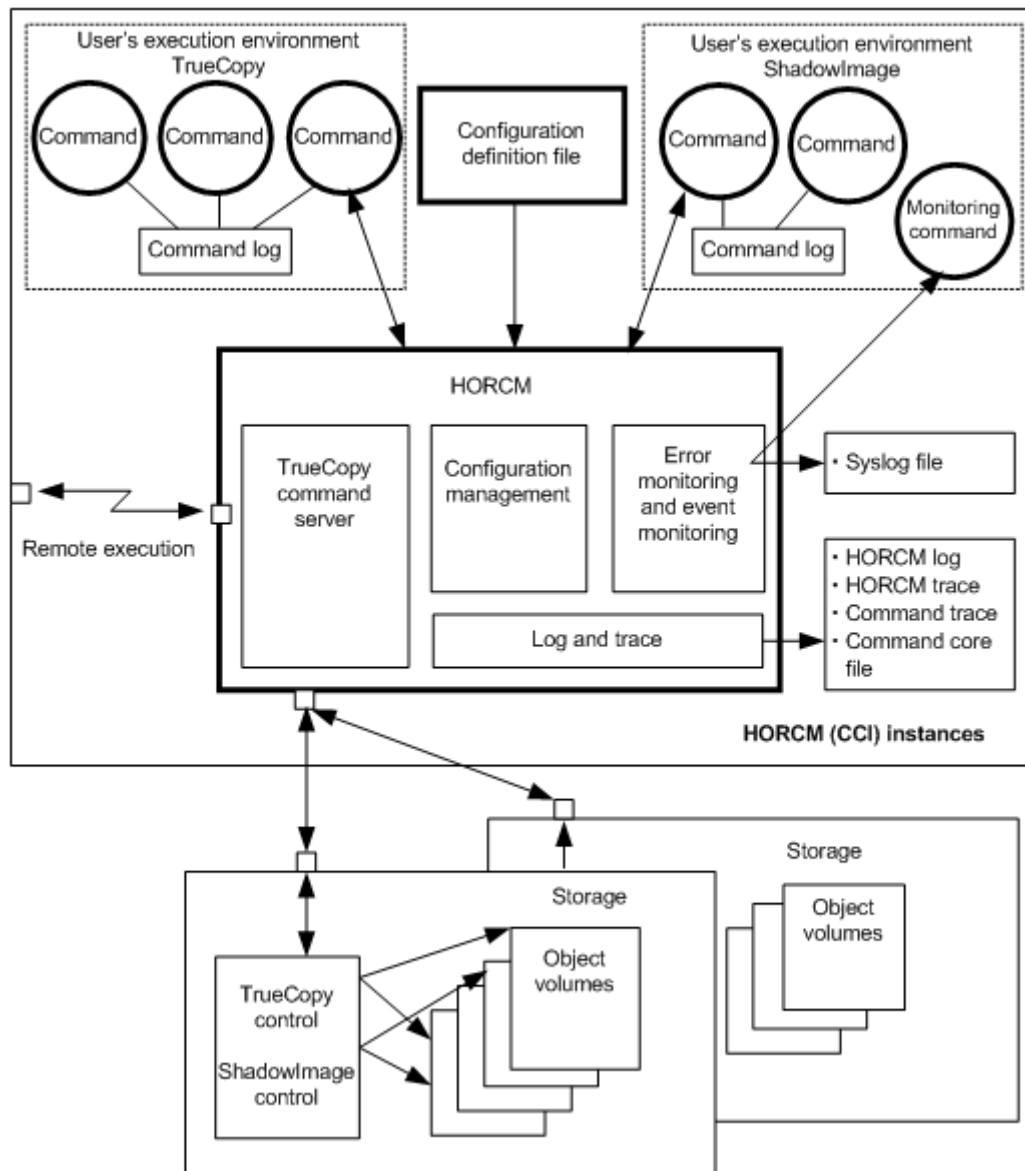 User's execution environment
TrueCopy
Command
Command
Command
Command log
Configuration
definition file
User's execution environment
ShadowImage
Command
Command
Monitoring
command
Command log
HORCM
TrueCopy
command
server
Configuration
management
Error
monitoring
and event
monitoring
Log and trace
Remote execution
· Syslog file
· HORCM log
· HORCM trace
· Command trace
· Command core
file
HORCM (CCI) instances
Storage
Object
volumes
Storage
Object
volumes
TrueCopy
control
ShadowImage
control